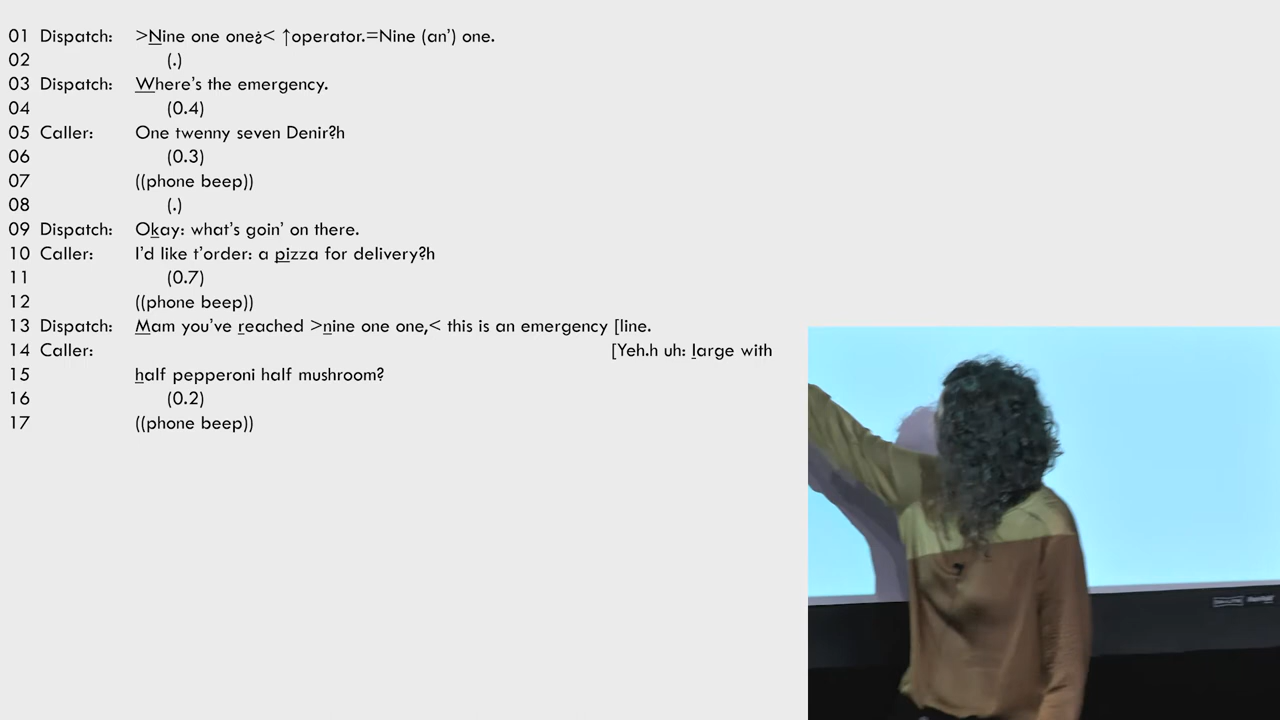 01 Dispatch: >Nine one one¿< ↑operator.=Nine (an’) one.
02 (.)
03 Dispatch: Where’s the emergency.
04 (0.4)
05 Caller: One twenny seven Denir?h
06 (0.3)
07 ((phone beep))
08 (.)
09 Dispatch: Okay: what’s goin’ on there.
10 Caller: I’d like t’order: a pizza for delivery?h
11 (0.7)
12 ((phone beep))
13 Dispatch: Mam you’ve reached >nine one one,< this is an emergency [line.
14 Caller: [Yeh.h uh: large with
15 half pepperoni half mushroom?
16 (0.2)
17 ((phone beep))